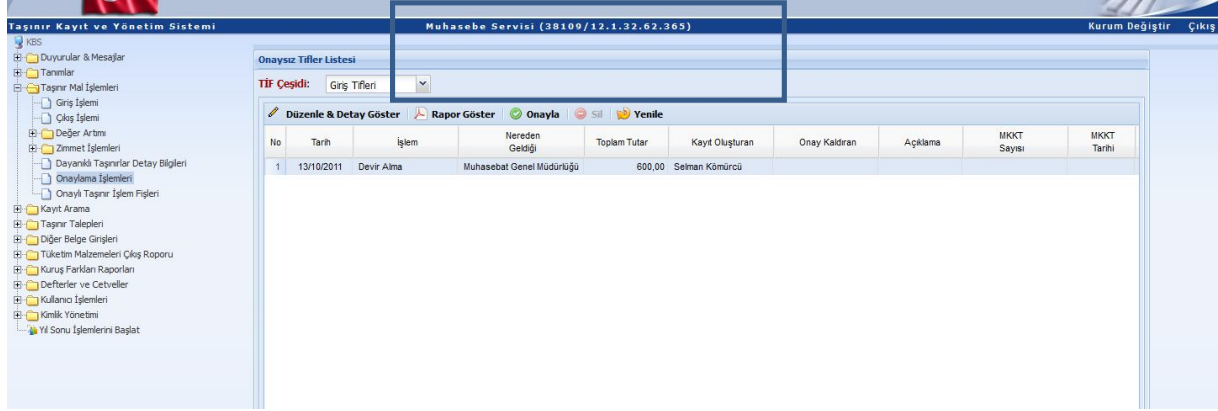 Taşınır Kayıt ve Yönetim Sistemi
Muhasebe Servisi (38109/12.1.32.62.365)
Kurum Değiştir Çıkış
KBS
Duyurular & Mesajlar
Tanımlar
Taşınır Mal İşlemleri
Giriş İşlemi
Çıkış İşlemi
Değer Artımı
Zimmet İşlemleri
Dayanıklı Taşınırlar Detay Bilgileri
Onaylama İşlemleri
Onaylı Taşınır İşlem Fişleri
Kayıt Arama
Taşınır Talepleri
Diğer Belge Girişleri
Tüketim Malzemeleri Çıkış Roporu
Kuruş Farkları Raporları
Defterler ve Cetveller
Kullanıcı İşlemleri
Kimlik Yönetimi
Yıl Sonu İşlemlerini Başlat
Onaysız Tifler Listesi
TİF Çeşidi: Giriş Tifleri
Düzenle & Detay Göster Rapor Göster Onayla Sil Yenile
No Tarih İşlem Nereden Geldiği Toplam Tutar Kayıt Oluşturan Onay Kaldıran Açıklama MKKT Sayısı MKKT Tarihi
1 13/10/2011 Devir Alma Muhasebat Genel Müdürlüğü 600,00 Selman Kömürcü